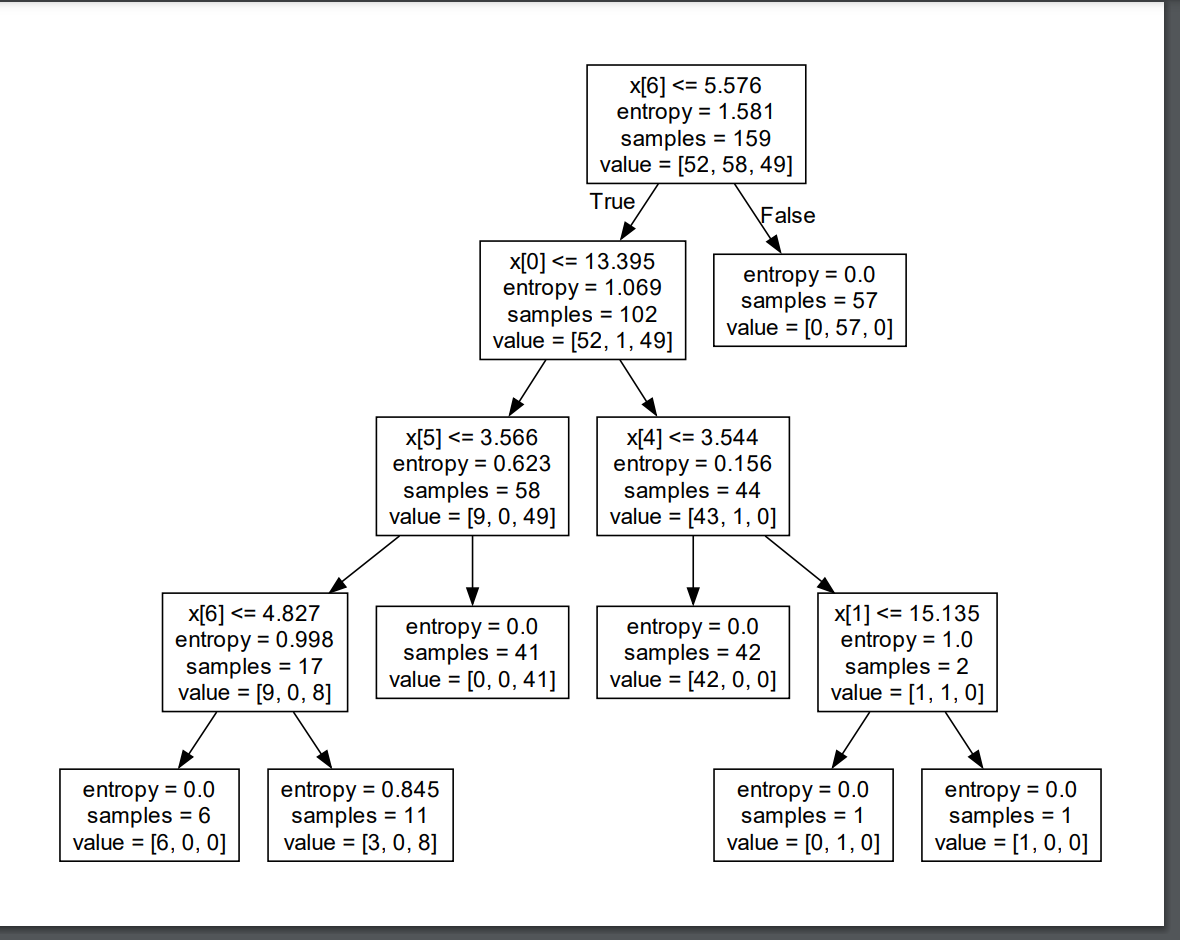 x[6] <= 5.576
entropy = 1.581
samples = 159
value = [52, 58, 49]
True
False
x[0] <= 13.395
entropy = 1.069
samples = 102
value = [52, 1, 49]
entropy = 0.0
samples = 57
value = [0, 57, 0]
x[5] <= 3.566
entropy = 0.623
samples = 58
value = [9, 0, 49]
x[4] <= 3.544
entropy = 0.156
samples = 44
value = [43, 1, 0]
x[6] <= 4.827
entropy = 0.998
samples = 17
value = [9, 0, 8]
entropy = 0.0
samples = 41
value = [0, 0, 41]
entropy = 0.0
samples = 42
value = [42, 0, 0]
x[1] <= 15.135
entropy = 1.0
samples = 2
value = [1, 1, 0]
entropy = 0.0
samples = 6
value = [6, 0, 0]
entropy = 0.845
samples = 11
value = [3, 0, 8]
entropy = 0.0
samples = 1
value = [0, 1, 0]
entropy = 0.0
samples = 1
value = [1, 0, 0]